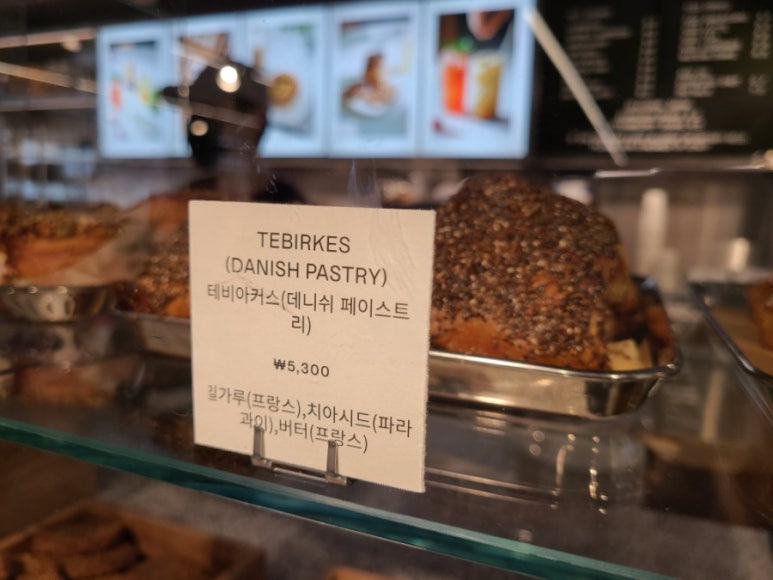 TEBIRKES
(DANISH PASTRY)
테비아커스(데니쉬 페이스트
리)
₩5,300
밀가루(프랑스),치아시드(파라
과이),버터(프랑스)